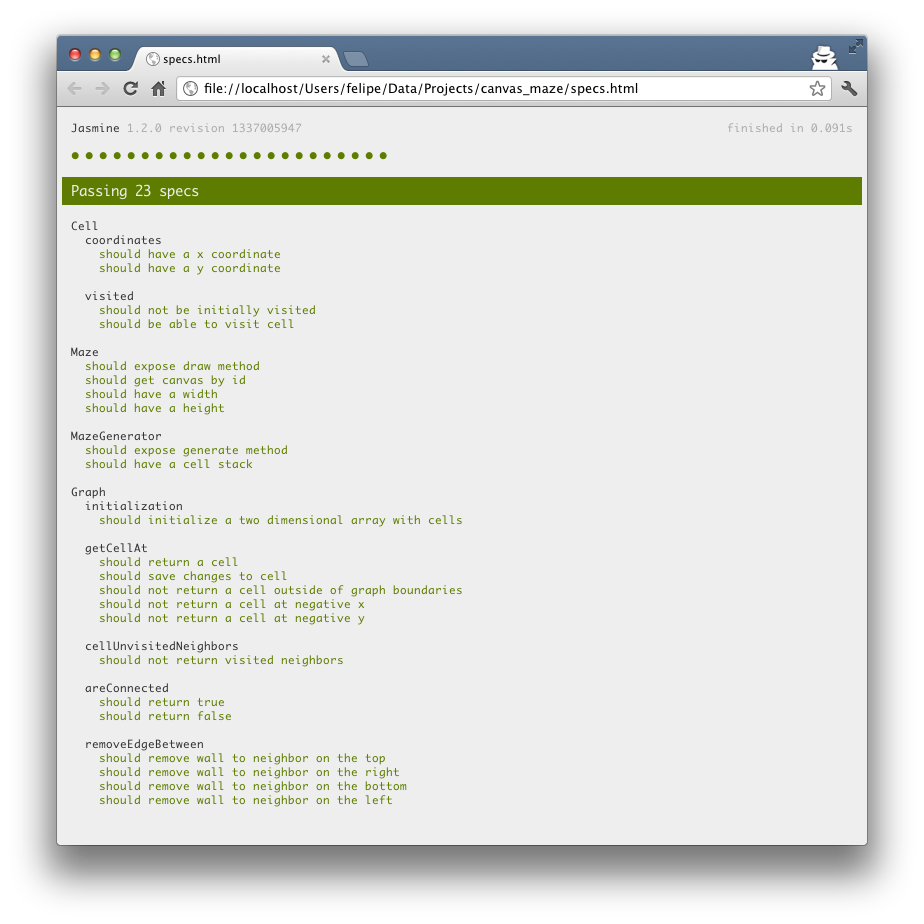 specs.html
file://localhost/Users/felipe/Data/Projects/canvas_maze/specs.html
Jasmine 1.2.0 revision 1337005947 finished in 0.091s
Passing 23 specs
Cell
coordinates
should have a x coordinate
should have a y coordinate
visited
should not be initially visited
should be able to visit cell
Maze
should expose draw method
should get canvas by id
should have a width
should have a height
MazeGenerator
should expose generate method
should have a cell stack
Graph
initialization
should initialize a two dimensional array with cells
getCellAt
should return a cell
should save changes to cell
should not return a cell outside of graph boundaries
should not return a cell at negative x
should not return a cell at negative y
cellUnvisitedNeighbors
should not return visited neighbors
areConnected
should return true
should return false
removeEdgeBetween
should remove wall to neighbor on the top
should remove wall to neighbor on the right
should remove wall to neighbor on the bottom
should remove wall to neighbor on the left